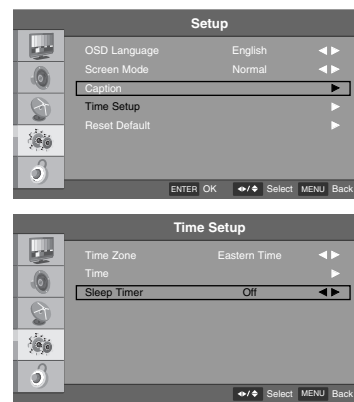 Setup
OSD Language English
Screen Mode Normal
Caption
Time Setup
Reset Default
ENTER OK Select MENU Back
Time Setup
Time Zone Eastern Time
Time
Sleep Timer Off
Select MENU Back